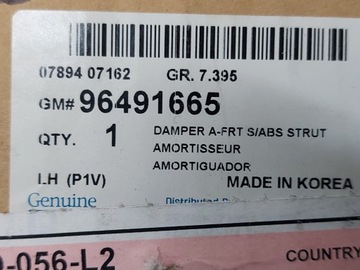 07894 07162 GR. 7.395
GM# 96491665
QTY. 1 DAMPER A-FRT S/ABS STRUT
AMORTISSEUR
AMORTIGUADOR
I.H (P1V) MADE IN KOREA
Genuine Distributed
-056-L2 COUNTRY